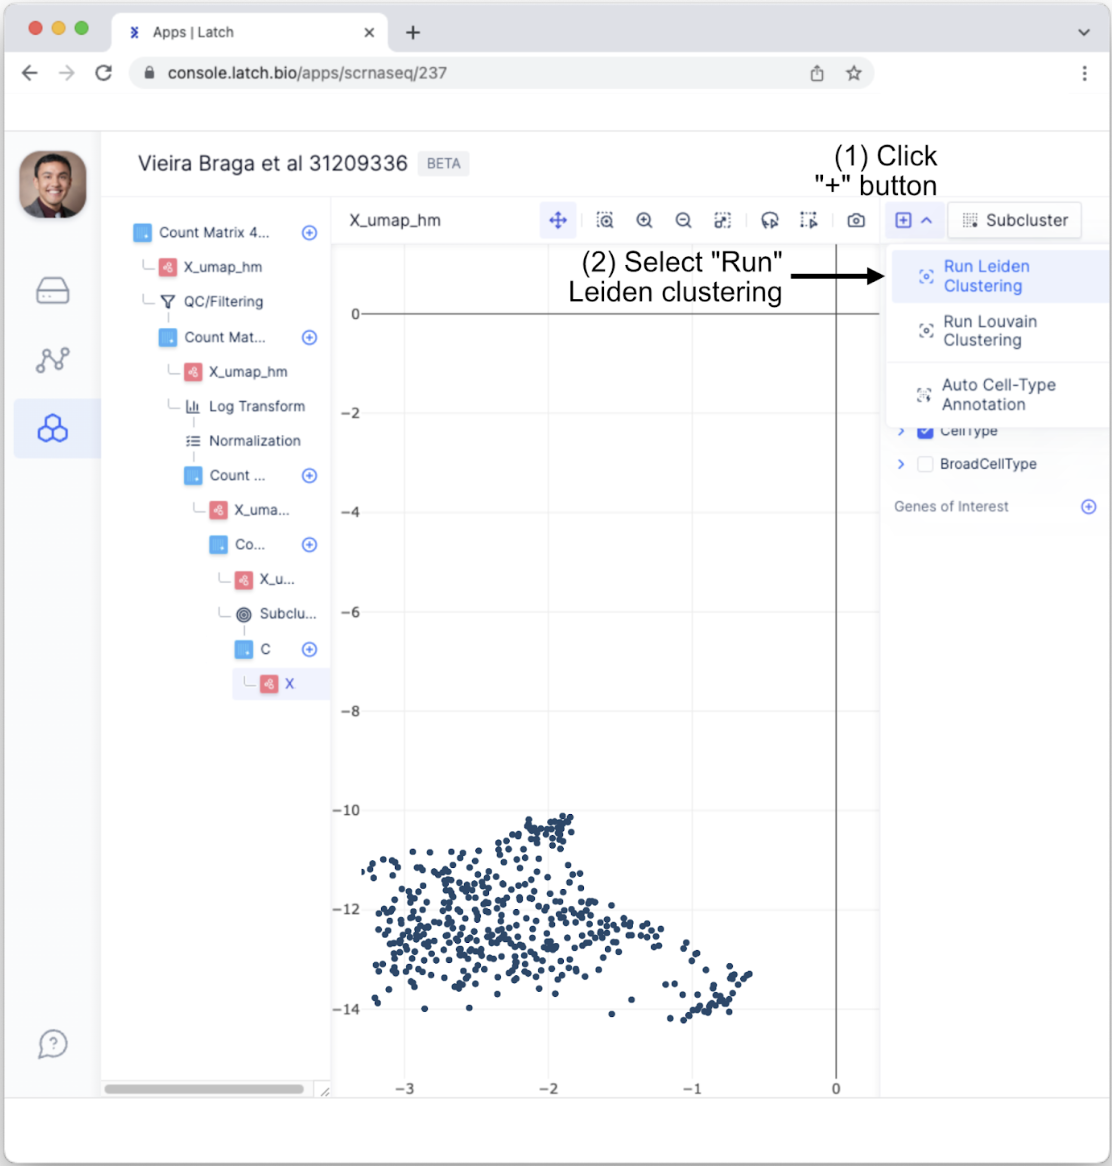 Apps | Latch
console.latch.bio/apps/scrnaseq/237
Vieira Braga et al 31209336 BETA
(1) Click
"+" button
Count Matrix 4...
X_umap_hm
QC/Filtering
Count Mat...
X_umap_hm
Log Transform
Normalization
Count ...
X_uma...
Co...
X_u...
Subclu...
C
X
X_umap_hm
Subcluster
(2) Select "Run"
Leiden clustering
Run Leiden
Clustering
Run Louvain
Clustering
Auto Cell-Type
Annotation
CellType
BroadCellType
Genes of Interest
0
−2
−4
−6
−8
−10
−12
−14
−3 −2 −1 0